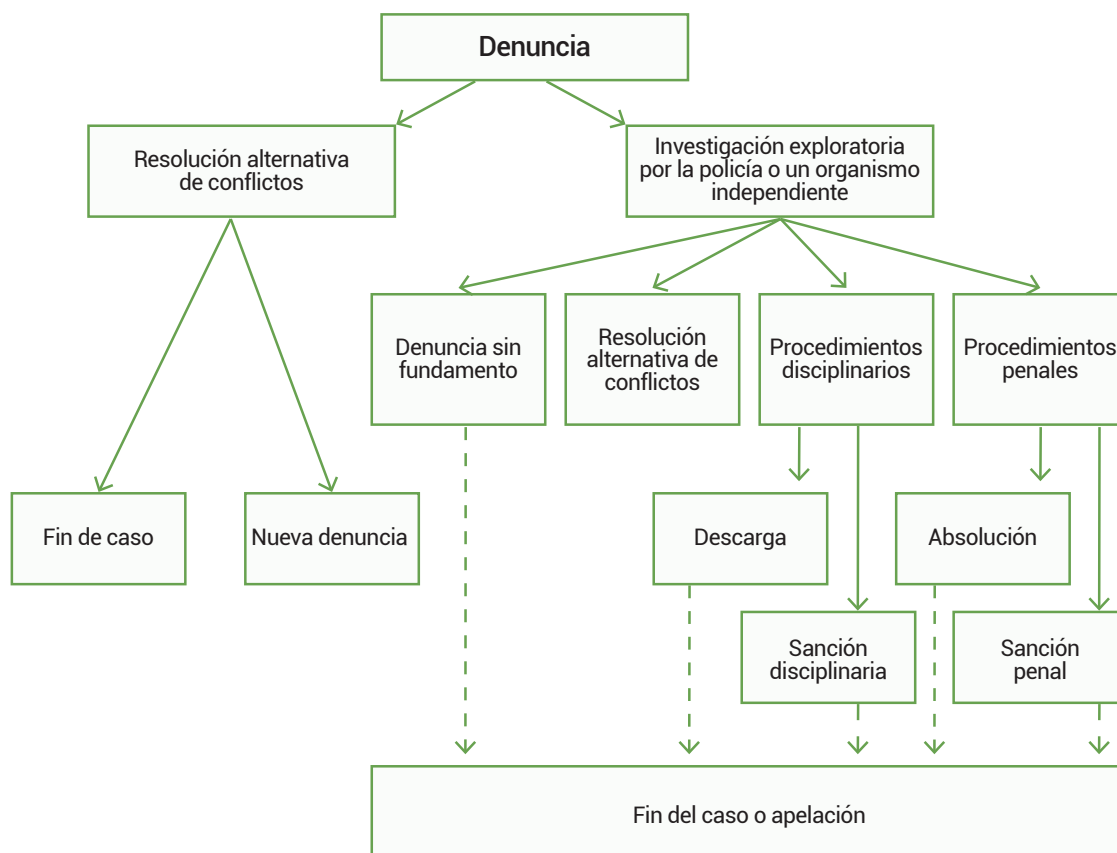 Denuncia
Resolución alternativa
de conflictos
Investigación exploratoria
por la policía o un organismo
independiente
Denuncia sin
fundamento
Resolución
alternativa de
conflictos
Procedimientos
disciplinarios
Procedimientos
penales
Fin de caso
Nueva denuncia
Descarga
Absolución
Sanción
disciplinaria
Sanción
penal
Fin del caso o apelación